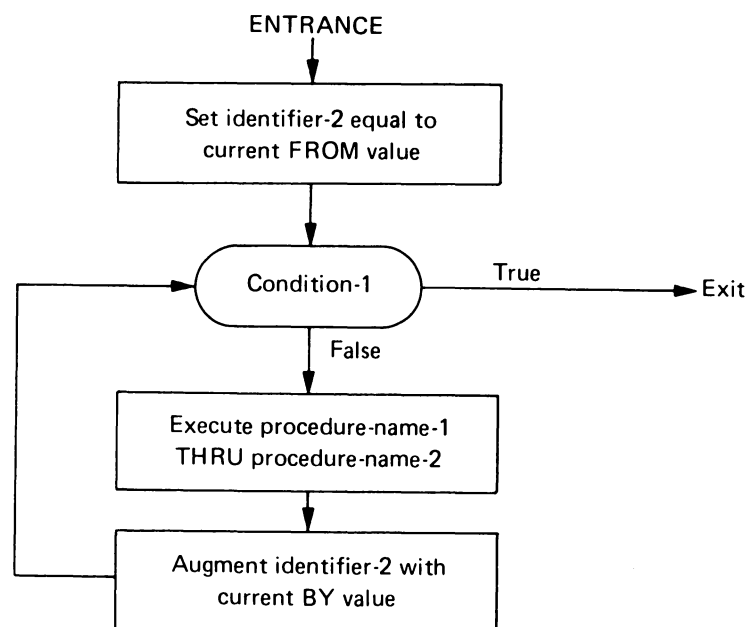 ENTRANCE
Set identifier-2 equal to
current FROM value
Condition-1
True
Exit
False
Execute procedure-name-1
THRU procedure-name-2
Augment identifier-2 with
current BY value